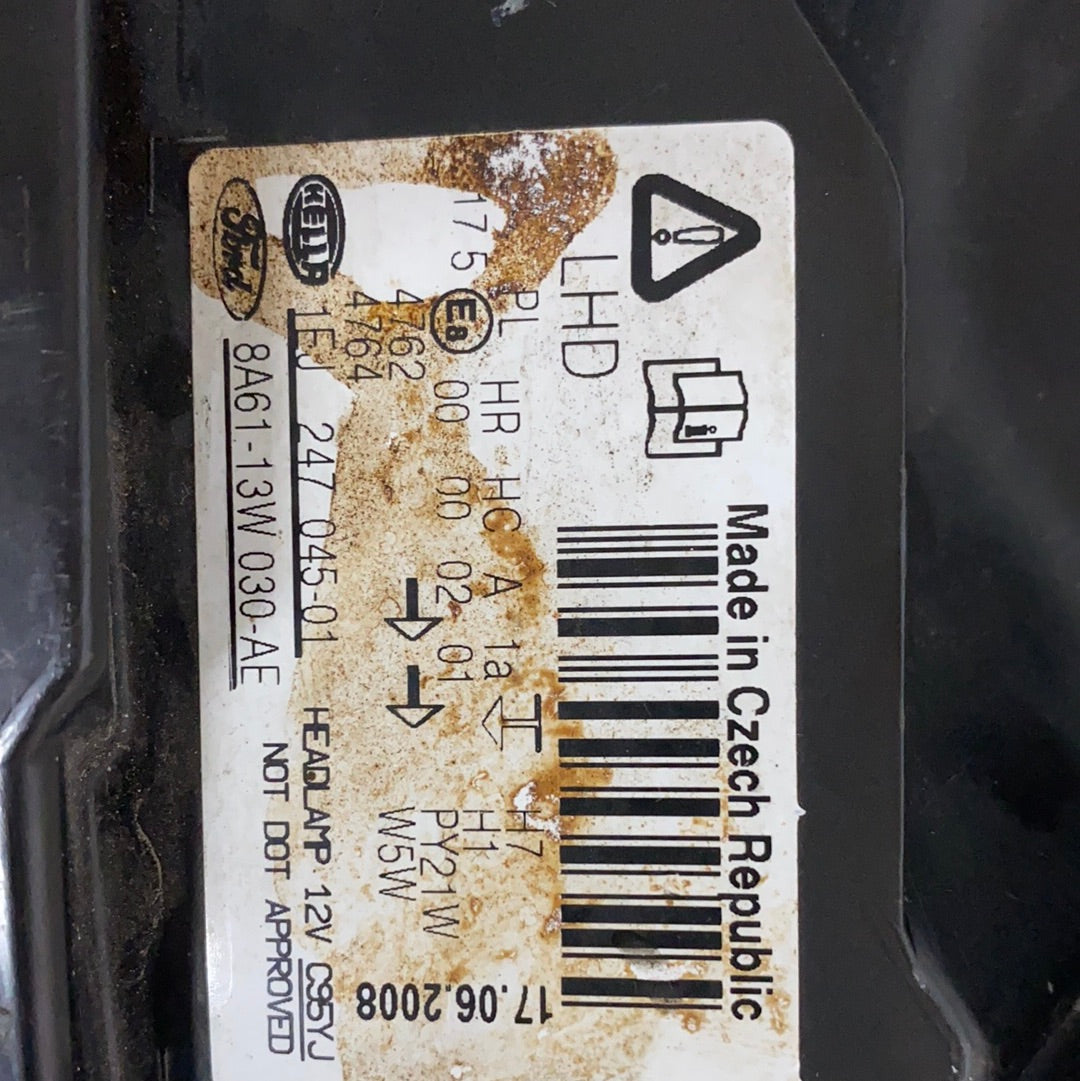 Made in Czech Republic
LHD
PL HR HC A 1a H7
17.5 E8 00 00 02 01 H1
4762 PY21W
4764 W5W
17.06.2008
HELLA 1EJ 247 045-01 HEADLAMP 12V C95YJ
Ford 8A61-13W 030-AE NOT DOT APPROVED